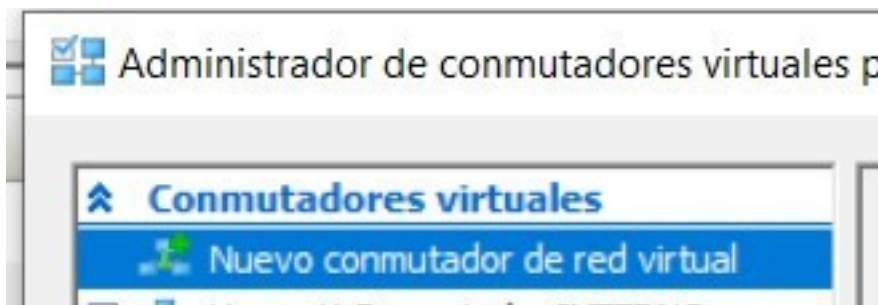 Administrador de conmutadores virtuales p
Conmutadores virtuales
Nuevo conmutador de red virtual